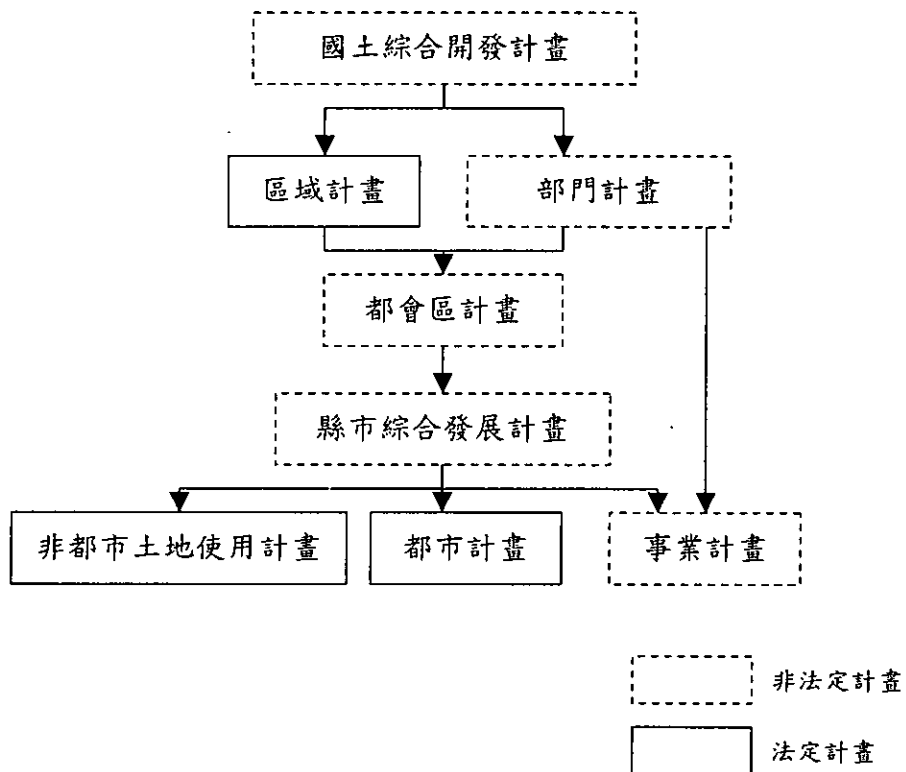 國土綜合開發計畫
區域計畫
部門計畫
都會區計畫
縣市綜合發展計畫
非都市土地使用計畫
都市計畫
事業計畫
非法定計畫
法定計畫